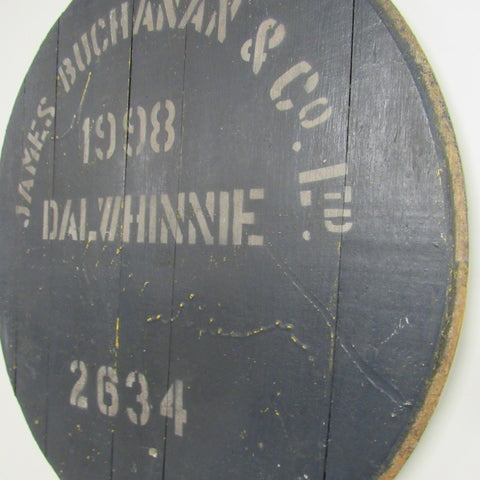 JAMES BUCHANAN & CO. LTD.
1998
DALWHINNIE
2634